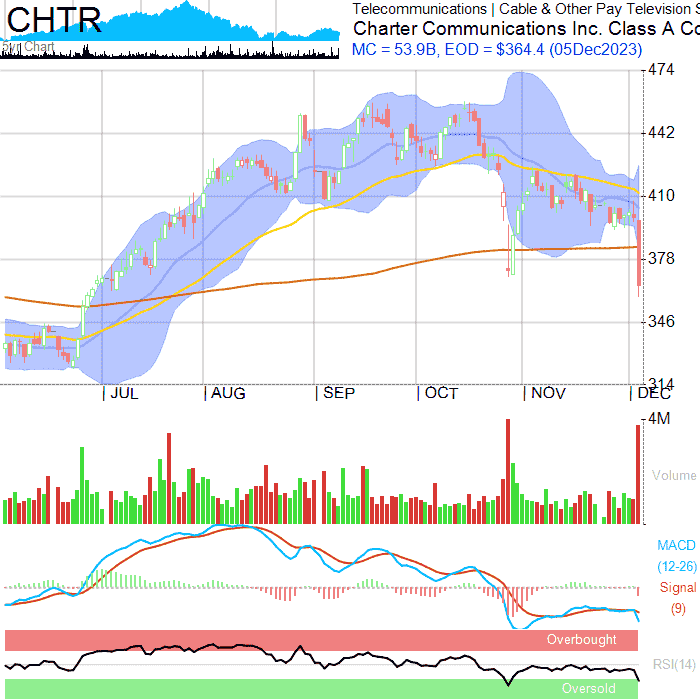 CHTR
5yr Chart
Telecommunications | Cable & Other Pay Television S
Charter Communications Inc. Class A Co
MC = 53.9B, EOD = $364.4 (05Dec2023)
474
442
410
378
346
314
JUL AUG SEP OCT NOV DEC
4M
Volume
MACD
(12-26)
Signal
(9)
Overbought
RSI(14)
Oversold